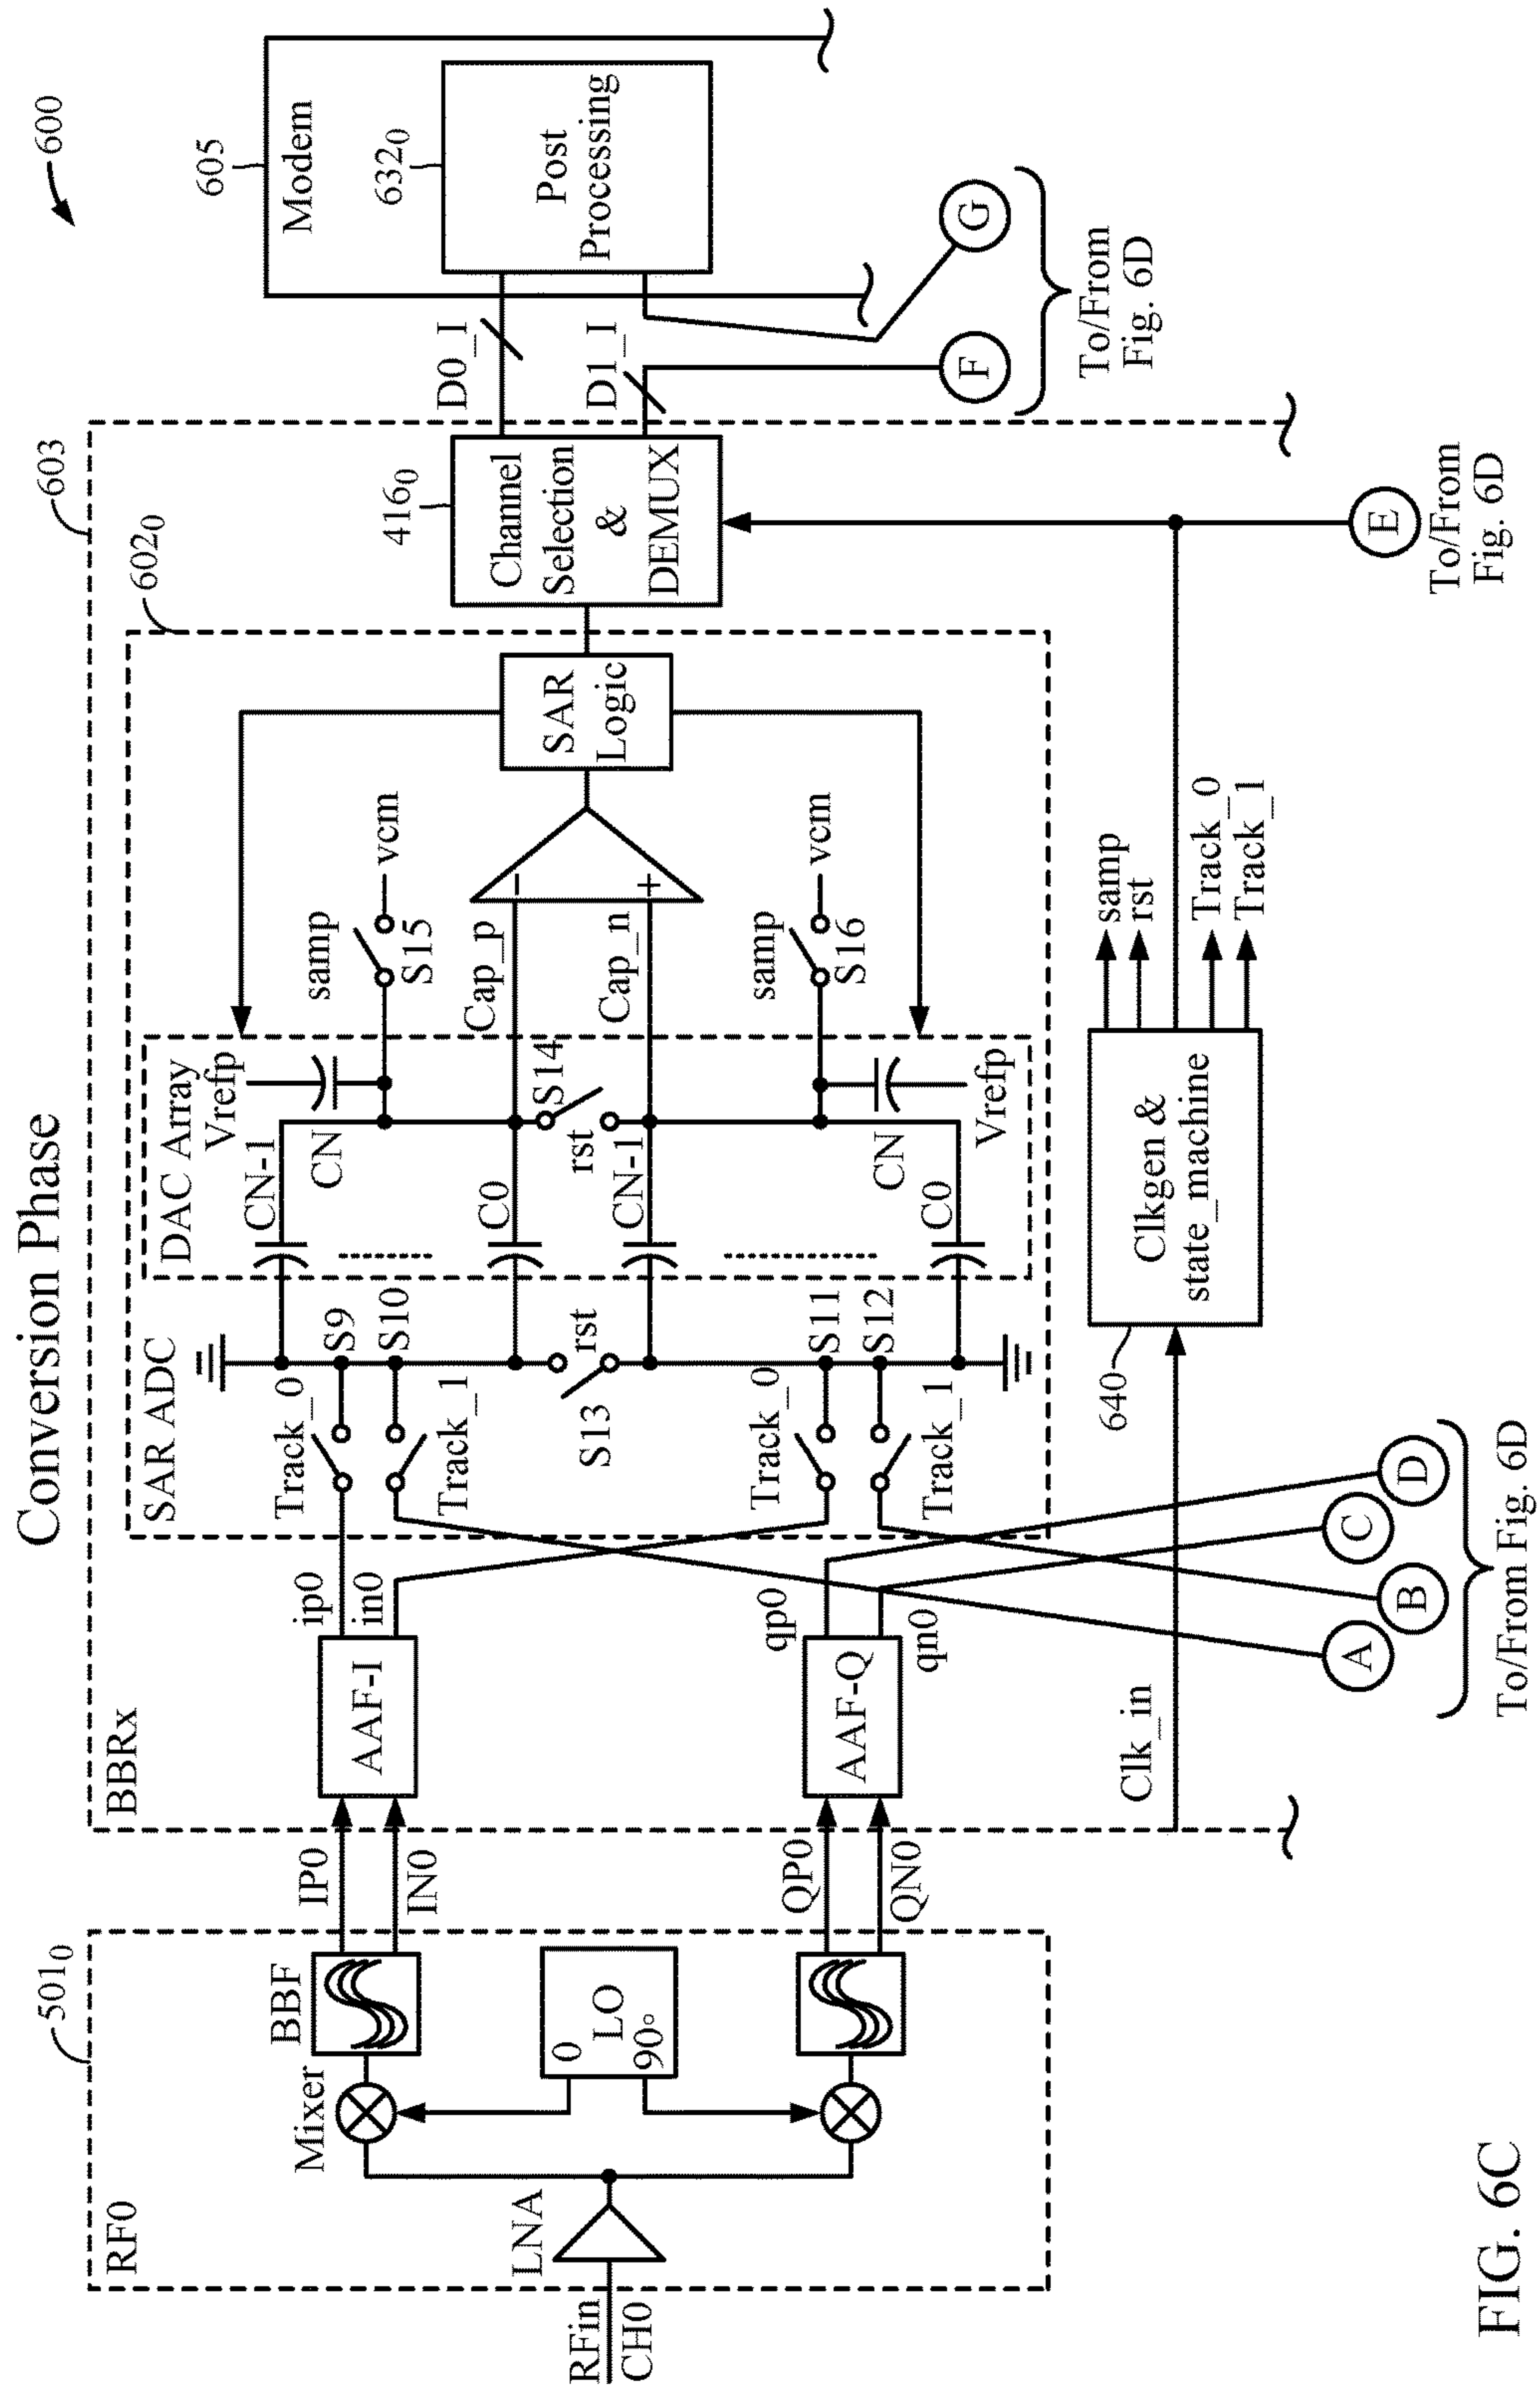 Conversion Phase
600
603
605
Modem
632₀
Post
Processing
D0_I
D1_I
G
F
To/From
Fig. 6D
501₀
RF0
RFin
CH0
LNA
Mixer
BBF
0
LO
90°
IP0
IN0
QP0
QN0
BBRx
AAF-I
ip0
in0
AAF-Q
qp0
qn0
602₀
SAR ADC
Track_0
S9
S10
Track_1
S13
rst
Track_0
S11
S12
Track_1
DAC Array
Vrefp
CN-1
CN
C0
S14
rst
CN-1
CN
C0
Vrefp
samp
S15
vcm
Cap_p
Cap_n
samp
S16
vcm
−
+
SAR
Logic
416₀
Channel
Selection
&
DEMUX
Clk_in
640
Clkgen &
state_machine
samp
rst
Track_0
Track_1
E
To/From
Fig. 6D
A
B
C
D
To/From Fig. 6D
FIG. 6C